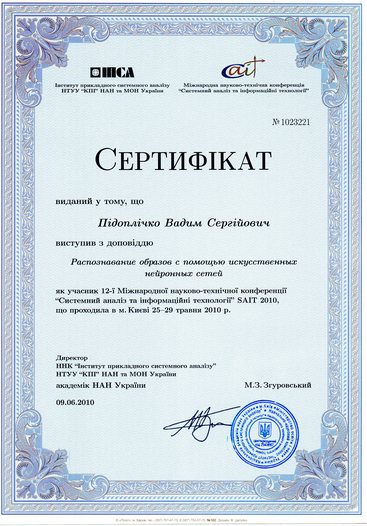 ІПСА
Cait
Інститут прикладного системного аналізу
НТУУ "КПІ" НАН та МОН України
Міжнародна науково-технічна конференція
"Системний аналіз та інформаційні технології"
№ 1023221
СЕРТИФІКАТ
виданий у тому, що
Підоплічко Вадим Сергійович
виступив з доповіддю
Распознавание образов с помощью искусственных
нейронных сетей
як учасник 12-ї Міжнародної науково-технічної конференції
"Системний аналіз та інформаційні технології" SAIT 2010,
що проходила в м. Києві 25–29 травня 2010 р.
Директор
ННК "Інститут прикладного системного аналізу"
НТУУ "КПІ" НАН та МОН України
академік НАН України
М.З. Згуровський
09.06.2010